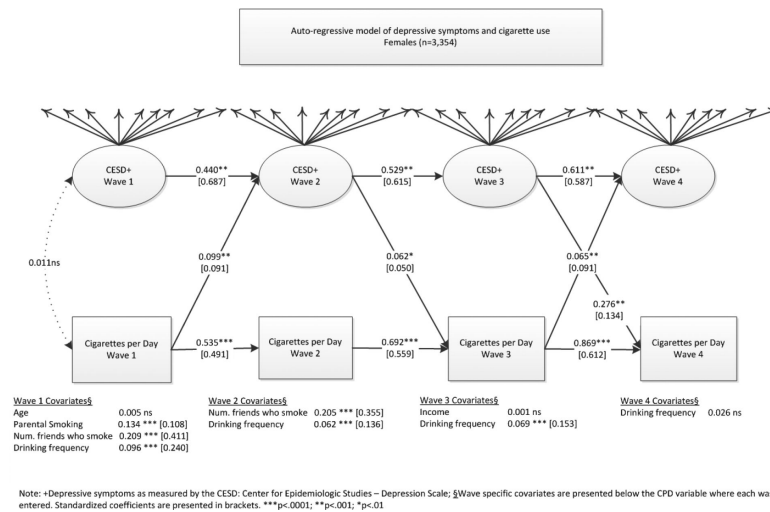 Auto-regressive model of depressive symptoms and cigarette use
Females (n=3,354)
CESD+
Wave 1
0.440**
[0.687]
CESD+
Wave 2
0.529**
[0.615]
CESD+
Wave 3
0.611**
[0.587]
CESD+
Wave 4
0.011ns
0.099**
[0.091]
0.062*
[0.050]
0.065**
[0.091]
0.276**
[0.134]
Cigarettes per Day
Wave 1
0.535***
[0.491]
Cigarettes per Day
Wave 2
0.692***
[0.559]
Cigarettes per Day
Wave 3
0.869***
[0.612]
Cigarettes per Day
Wave 4
Wave 1 Covariates§
Age 0.005 ns
Parental Smoking 0.134 *** [0.108]
Num. friends who smoke 0.209 *** [0.411]
Drinking frequency 0.096 *** [0.240]
Wave 2 Covariates§
Num. friends who smoke 0.205 *** [0.355]
Drinking frequency 0.062 *** [0.136]
Wave 3 Covariates§
Income 0.001 ns
Drinking frequency 0.069 *** [0.153]
Wave 4 Covariates§
Drinking frequency 0.026 ns
Note: +Depressive symptoms as measured by the CESD: Center for Epidemiologic Studies – Depression Scale; §Wave specific covariates are presented below the CPD variable where each wa
entered. Standardized coefficients are presented in brackets. ***p<.0001; **p<.001; *p<.01